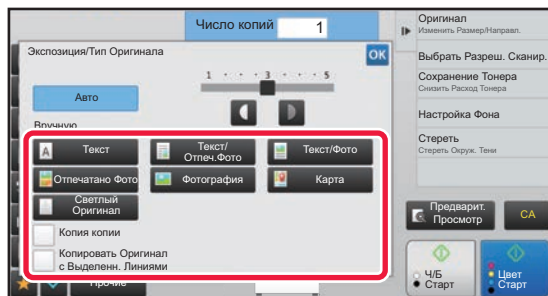 Число копий 1
Экспозиция/Тип Оригинала
OK
1 3 5
Авто
Вручную
A Текст
Текст/
Отпеч.Фото
Текст/Фото
Отпечатано Фото
Фотография
Карта
Светлый
Оригинал
Копия копии
Копировать Оригинал
с Выделенн. Линиями
Прочие
Оригинал
Изменить Размер/Направл.
Выбрать Разреш. Сканир.
Сохранение Тонера
Снизить Расход Тонера
Настройка Фона
Стереть
Стереть Окруж. Тени
Предварит.
Просмотр
CA
Ч/Б
Старт
Цвет
Старт